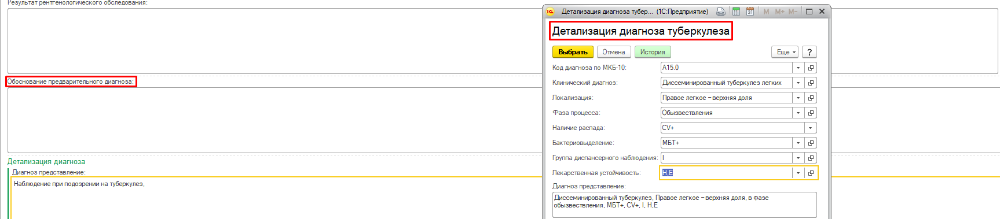 Результат рентгенологического обследования:
Обоснование предварительного диагноза:
Детализация диагноза
Диагноз представление:
Наблюдение при подозрении на туберкулез,
1С Детализация диагноза тубер... (1С:Предприятие) 31 M M+ M-
Детализация диагноза туберкулеза
Выбрать Отмена История Еще ?
Код диагноза по МКБ-10: A15.0
Клинический диагноз: Диссеминированный туберкулез легких
Локализация: Правое легкое – верхняя доля
Фаза процесса: Обызвествления
Наличие распада: CV+
Бактериовыделение: МБТ+
Группа диспансерного наблюдения: I
Лекарственная устойчивость: H,E
Диагноз представление:
Диссеминированный туберкулез, Правое легкое – верхняя доля, в фазе
обызвествления, МБТ+, CV+, I, H,E